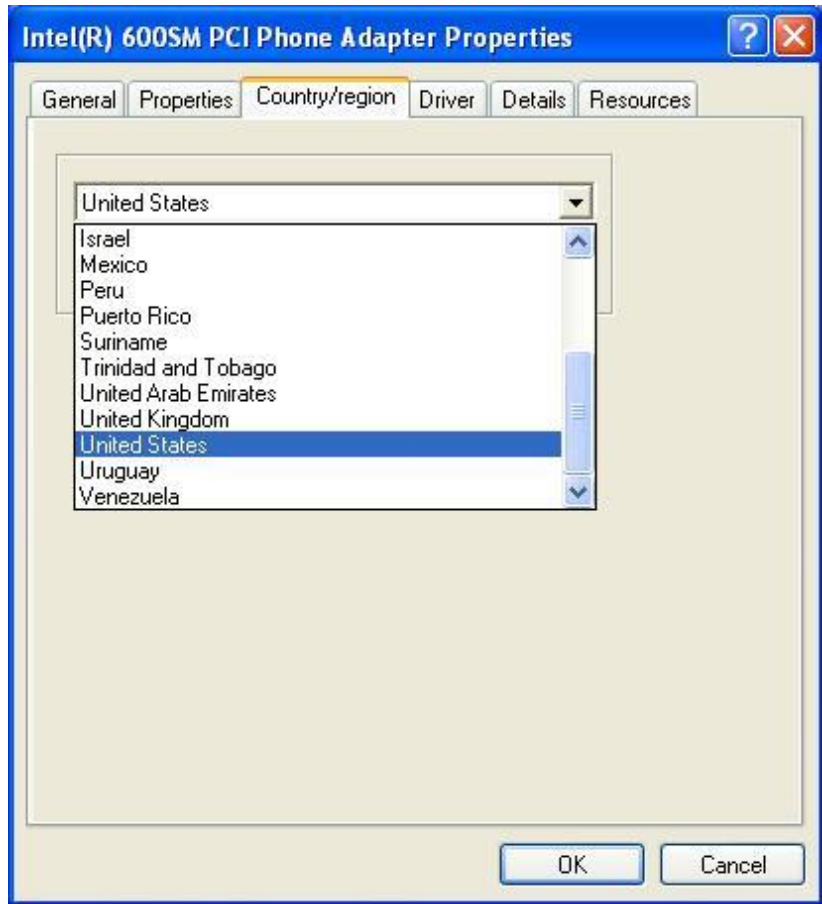 Intel(R) 600SM PCI Phone Adapter Properties
General Properties Country/region Driver Details Resources
United States
Israel
Mexico
Peru
Puerto Rico
Suriname
Trinidad and Tobago
United Arab Emirates
United Kingdom
United States
Uruguay
Venezuela
OK Cancel